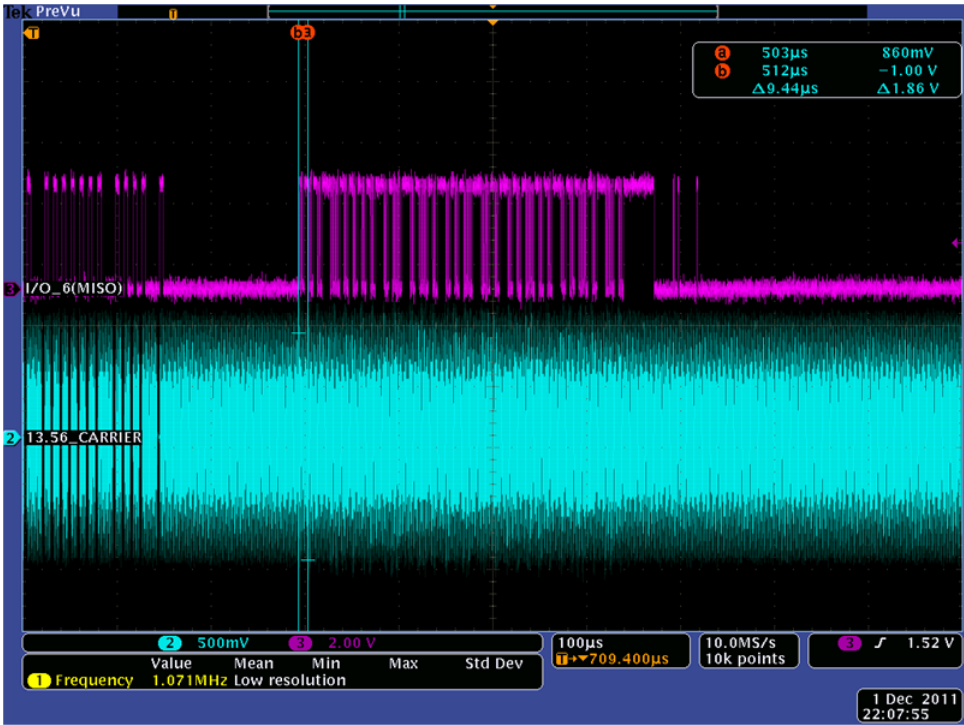 Tek PreVu
T
T
b 3
a 503µs 860mV
b 512µs −1.00 V
Δ9.44µs Δ1.86 V
3 I/O_6(MISO)
2 13.56_CARRIER
2 500mV 3 2.00 V
100µs
T→▼709.400µs
10.0MS/s
10k points
3 ƒ 1.52 V
Value Mean Min Max Std Dev
1 Frequency 1.071MHz Low resolution
1 Dec 2011
22:07:55